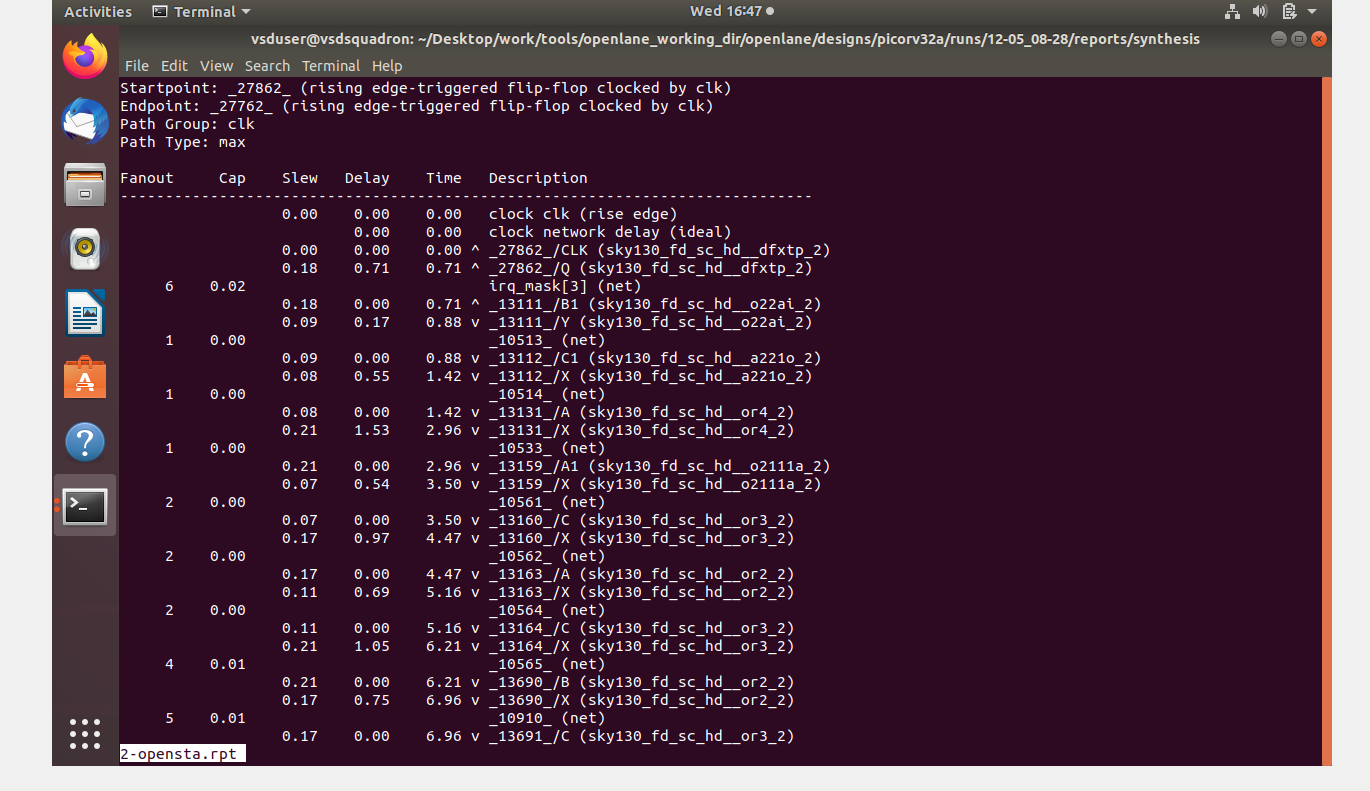 Activities Terminal Wed 16:47
vsduser@vsdsquadron: ~/Desktop/work/tools/openlane_working_dir/openlane/designs/picorv32a/runs/12-05_08-28/reports/synthesis
File Edit View Search Terminal Help
Startpoint: _27862_ (rising edge-triggered flip-flop clocked by clk)
Endpoint: _27762_ (rising edge-triggered flip-flop clocked by clk)
Path Group: clk
Path Type: max
Fanout     Cap    Slew   Delay    Time   Description
-----------------------------------------------------------------------------
                  0.00    0.00    0.00   clock clk (rise edge)
                          0.00    0.00   clock network delay (ideal)
                  0.00    0.00    0.00 ^ _27862_/CLK (sky130_fd_sc_hd__dfxtp_2)
                  0.18    0.71    0.71 ^ _27862_/Q (sky130_fd_sc_hd__dfxtp_2)
     6    0.02                           irq_mask[3] (net)
                  0.18    0.00    0.71 ^ _13111_/B1 (sky130_fd_sc_hd__o22ai_2)
                  0.09    0.17    0.88 v _13111_/Y (sky130_fd_sc_hd__o22ai_2)
     1    0.00                           _10513_ (net)
                  0.09    0.00    0.88 v _13112_/C1 (sky130_fd_sc_hd__a221o_2)
                  0.08    0.55    1.42 v _13112_/X (sky130_fd_sc_hd__a221o_2)
     1    0.00                           _10514_ (net)
                  0.08    0.00    1.42 v _13131_/A (sky130_fd_sc_hd__or4_2)
                  0.21    1.53    2.96 v _13131_/X (sky130_fd_sc_hd__or4_2)
     1    0.00                           _10533_ (net)
                  0.21    0.00    2.96 v _13159_/A1 (sky130_fd_sc_hd__o2111a_2)
                  0.07    0.54    3.50 v _13159_/X (sky130_fd_sc_hd__o2111a_2)
     2    0.00                           _10561_ (net)
                  0.07    0.00    3.50 v _13160_/C (sky130_fd_sc_hd__or3_2)
                  0.17    0.97    4.47 v _13160_/X (sky130_fd_sc_hd__or3_2)
     2    0.00                           _10562_ (net)
                  0.17    0.00    4.47 v _13163_/A (sky130_fd_sc_hd__or2_2)
                  0.11    0.69    5.16 v _13163_/X (sky130_fd_sc_hd__or2_2)
     2    0.00                           _10564_ (net)
                  0.11    0.00    5.16 v _13164_/C (sky130_fd_sc_hd__or3_2)
                  0.21    1.05    6.21 v _13164_/X (sky130_fd_sc_hd__or3_2)
     4    0.01                           _10565_ (net)
                  0.21    0.00    6.21 v _13690_/B (sky130_fd_sc_hd__or2_2)
                  0.17    0.75    6.96 v _13690_/X (sky130_fd_sc_hd__or2_2)
     5    0.01                           _10910_ (net)
                  0.17    0.00    6.96 v _13691_/C (sky130_fd_sc_hd__or3_2)
2-opensta.rpt